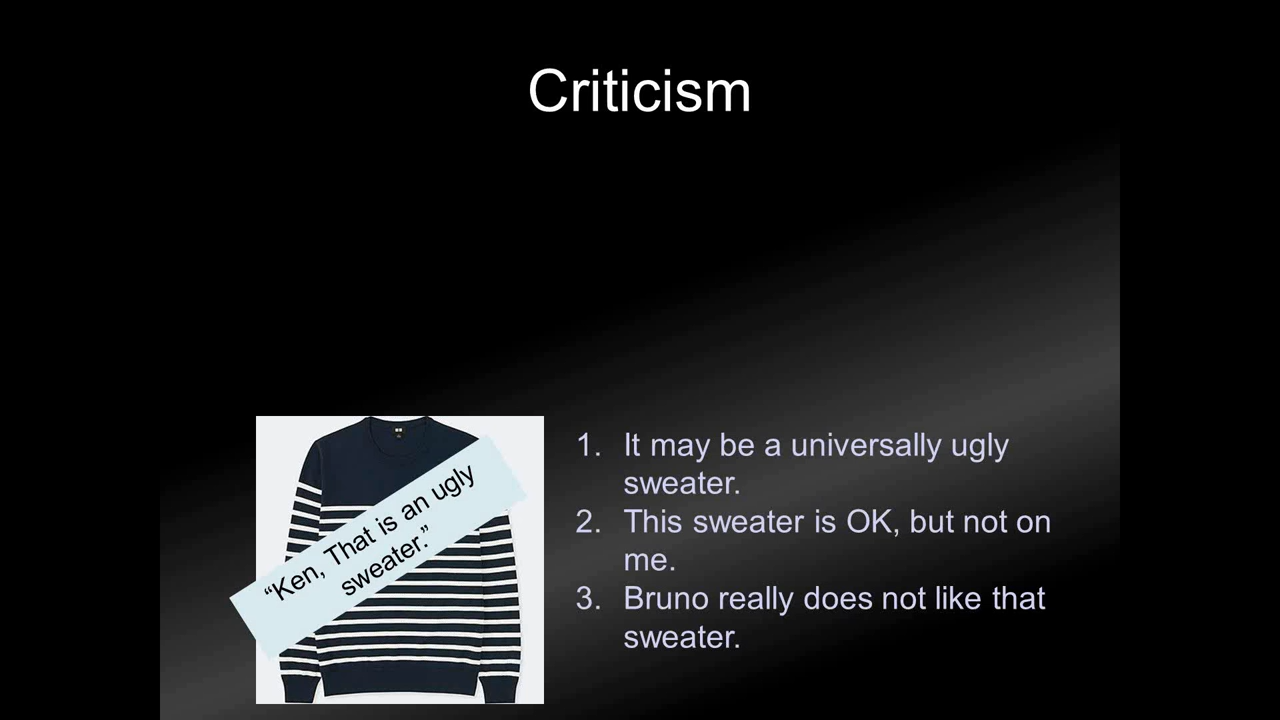 Criticism
“Ken, That is an ugly
sweater.”
1. It may be a universally ugly
sweater.
2. This sweater is OK, but not on
me.
3. Bruno really does not like that
sweater.